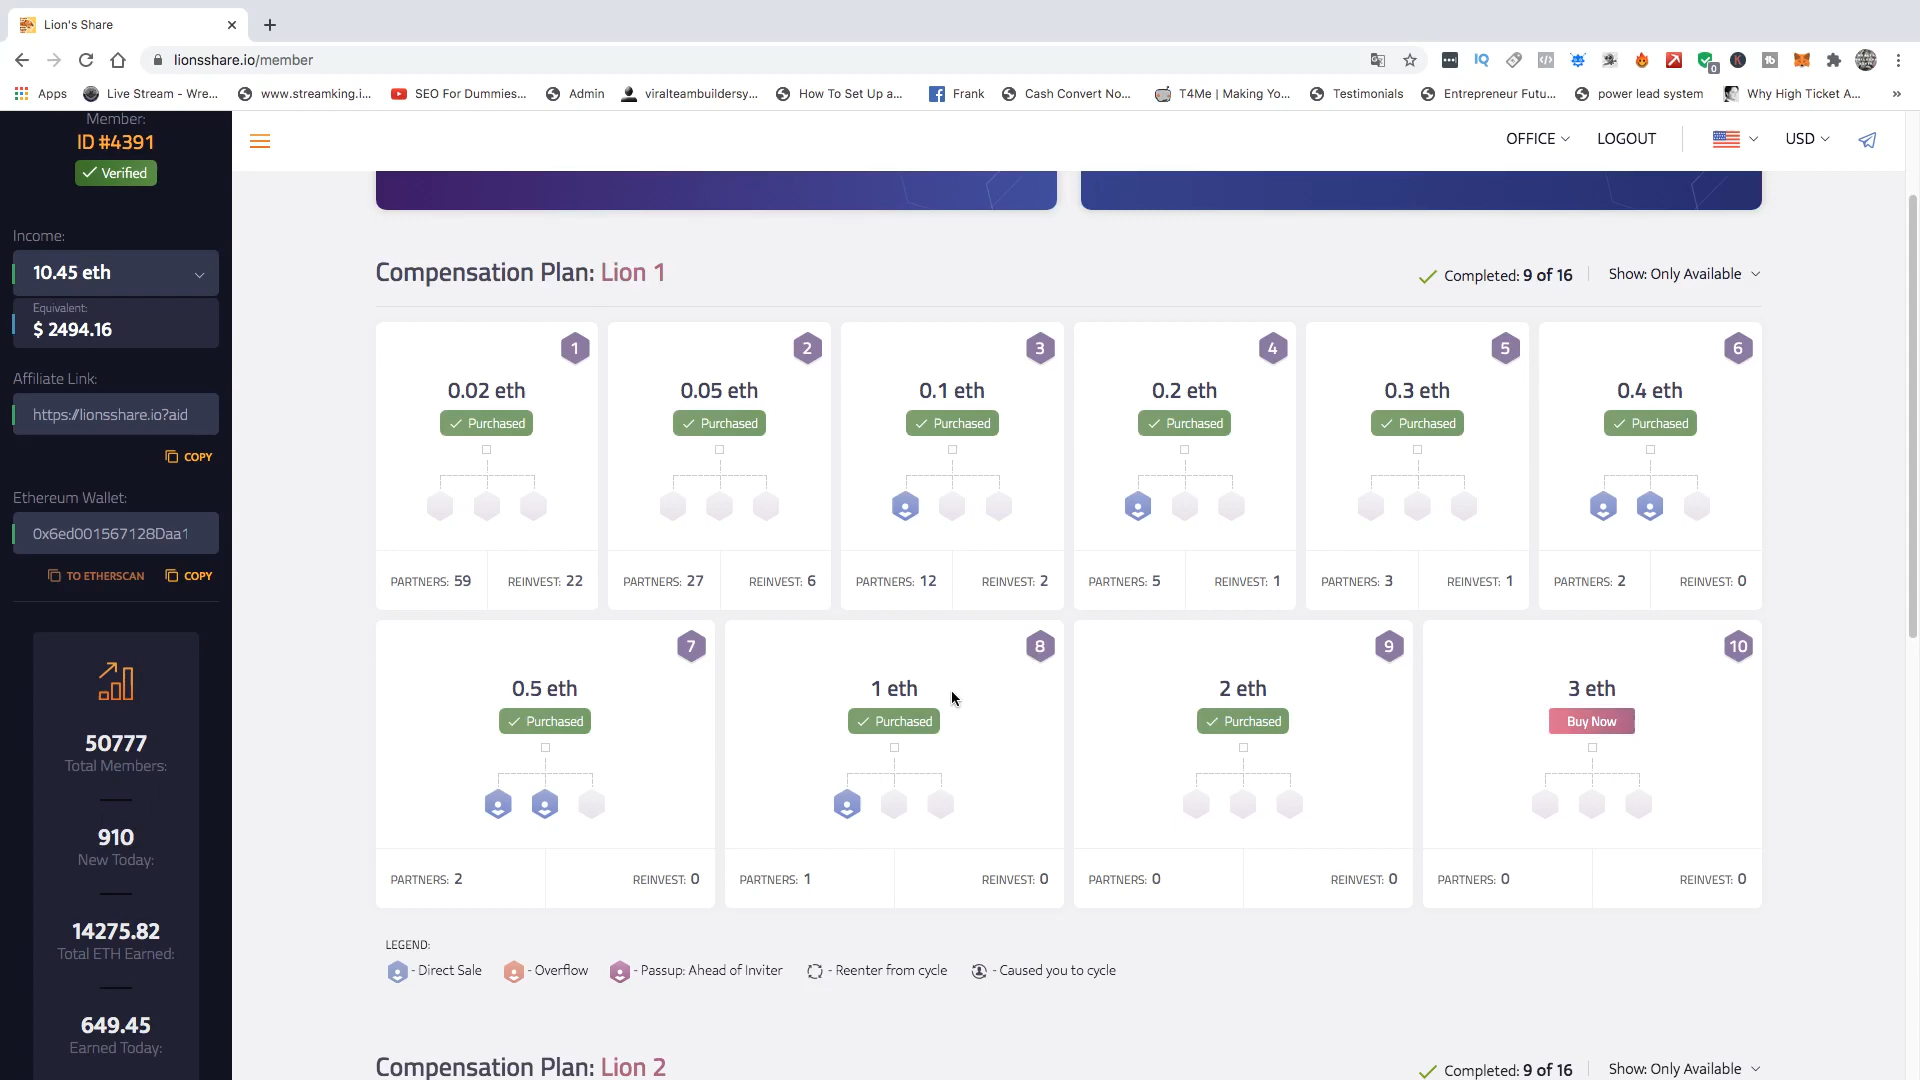 Lion's Share
lionsshare.io/member
Apps
Live Stream - Wre...
www.streamking.i...
SEO For Dummies...
Admin
viralteambuildersy...
How To Set Up a...
Frank
Cash Convert No...
T4Me | Making Yo...
Testimonials
Entrepreneur Futu...
power lead system
Why High Ticket A...
»
Member:
ID #4391
Verified
Income:
10.45 eth
Equivalent:
$ 2494.16
Affiliate Link:
https://lionsshare.io?aid
COPY
Ethereum Wallet:
0x6ed001567128Daa1
TO ETHERSCAN
COPY
50777
Total Members:
910
New Today:
14275.82
Total ETH Earned:
649.45
Earned Today:
OFFICE
LOGOUT
USD
Compensation Plan: Lion 1
Completed: 9 of 16
Show: Only Available
1
0.02 eth
Purchased
PARTNERS: 59
REINVEST: 22
2
0.05 eth
Purchased
PARTNERS: 27
REINVEST: 6
3
0.1 eth
Purchased
PARTNERS: 12
REINVEST: 2
4
0.2 eth
Purchased
PARTNERS: 5
REINVEST: 1
5
0.3 eth
Purchased
PARTNERS: 3
REINVEST: 1
6
0.4 eth
Purchased
PARTNERS: 2
REINVEST: 0
7
0.5 eth
Purchased
PARTNERS: 2
REINVEST: 0
8
1 eth
Purchased
PARTNERS: 1
REINVEST: 0
9
2 eth
Purchased
PARTNERS: 0
REINVEST: 0
10
3 eth
Buy Now
PARTNERS: 0
REINVEST: 0
LEGEND:
- Direct Sale
- Overflow
- Passup: Ahead of Inviter
- Reenter from cycle
- Caused you to cycle
Compensation Plan: Lion 2
Completed: 9 of 16
Show: Only Available